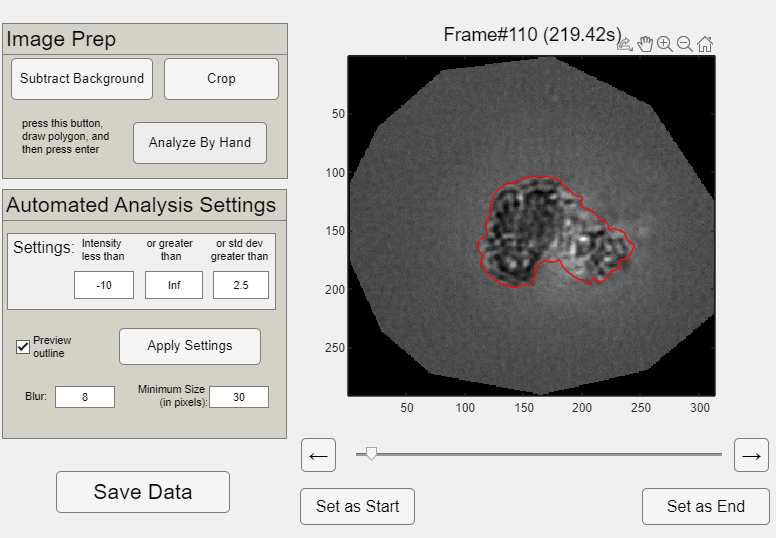 Image Prep
Subtract Background
Crop
press this button,
draw polygon, and
then press enter
Analyze By Hand
Automated Analysis Settings
Settings:
Intensity
less than
or greater
than
or std dev
greater than
-10
Inf
2.5
Preview
outline
Apply Settings
Blur:
8
Minimum Size
(in pixels):
30
Save Data
Frame#110 (219.42s)
50
100
150
200
250
50
100
150
200
250
300
←
→
Set as Start
Set as End